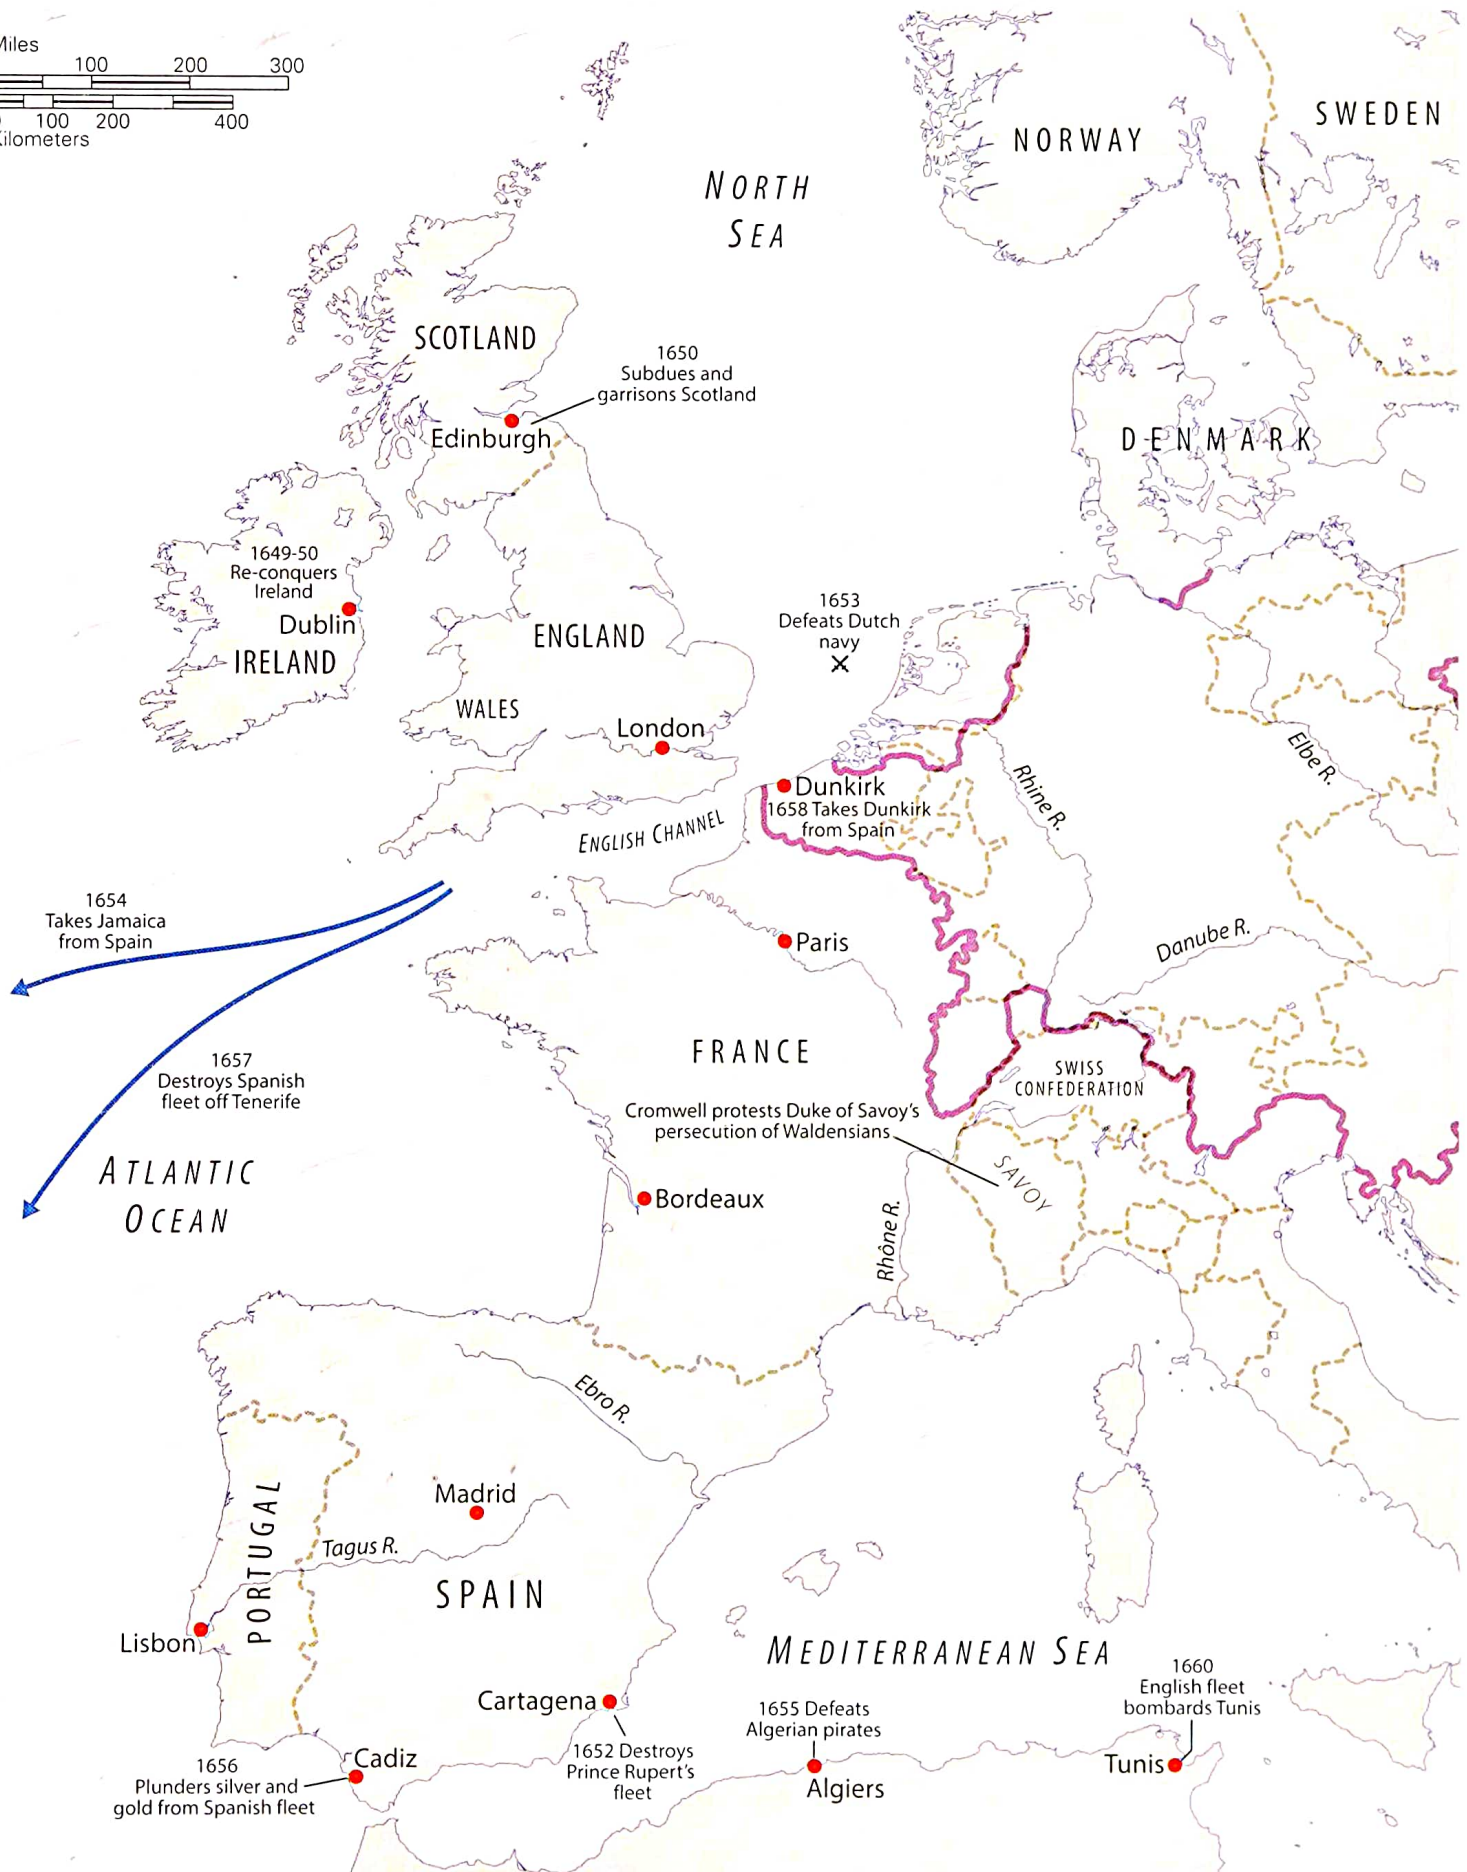 Miles
100 200 300
0 100 200 400
Kilometers
NORWAY
SWEDEN
NORTH
SEA
SCOTLAND
1650
Subdues and
garrisons Scotland
Edinburgh
DENMARK
1649-50
Re-conquers
Ireland
Dublin
IRELAND
ENGLAND
WALES
London
1653
Defeats Dutch
navy
Dunkirk
1658 Takes Dunkirk
from Spain
ENGLISH CHANNEL
Rhine R.
Elbe R.
1654
Takes Jamaica
from Spain
Paris
Danube R.
1657
Destroys Spanish
fleet off Tenerife
FRANCE
SWISS
CONFEDERATION
Cromwell protests Duke of Savoy's
persecution of Waldensians
SAVOY
ATLANTIC
OCEAN
Bordeaux
Rhône R.
Ebro R.
Madrid
Tagus R.
PORTUGAL
SPAIN
Lisbon
MEDITERRANEAN SEA
Cartagena
1652 Destroys
Prince Rupert's
fleet
1655 Defeats
Algerian pirates
Algiers
1660
English fleet
bombards Tunis
Tunis
Cadiz
1656
Plunders silver and
gold from Spanish fleet